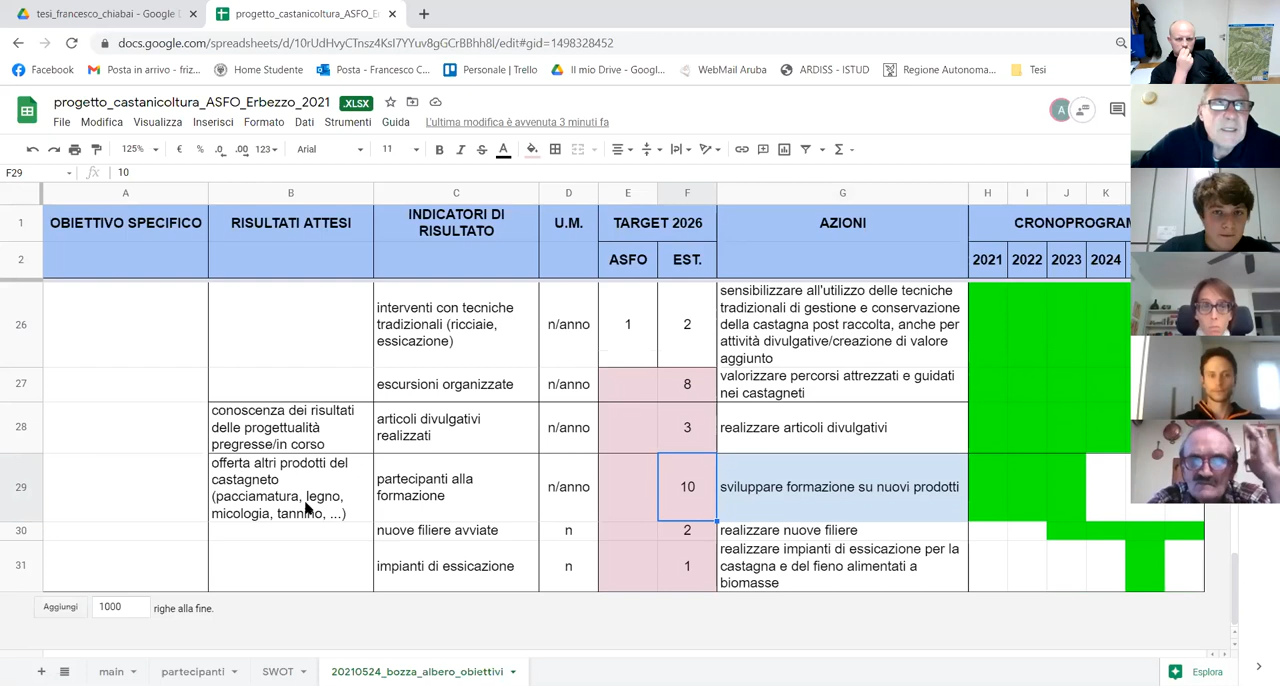 tesi_francesco_chiabai - Google
progetto_castanicoltura_ASFO_Er
docs.google.com/spreadsheets/d/10rUdHvyCTnsz4KsI7YYuv8gGCrBBhh8l/edit#gid=1498328452
Facebook
Posta in arrivo - friz...
Home Studente
Posta - Francesco C...
Personale | Trello
Il mio Drive - Googl...
WebMail Aruba
ARDISS - ISTUD
Regione Autonoma...
Tesi
progetto_castanicoltura_ASFO_Erbezzo_2021 .XLSX
File Modifica Visualizza Inserisci Formato Dati Strumenti Guida L'ultima modifica è avvenuta 3 minuti fa
A
125% € % .0 .00 123 Arial 11 B I S A
F29 fx 10
A B C D E F G H I J K
1 OBIETTIVO SPECIFICO RISULTATI ATTESI INDICATORI DI
RISULTATO U.M. TARGET 2026 AZIONI CRONOPROGRAM
2 ASFO EST. 2021 2022 2023 2024
26 interventi con tecniche
tradizionali (ricciaie,
essicazione) n/anno 1 2 sensibilizzare all'utilizzo delle tecniche
tradizionali di gestione e conservazione
della castagna post raccolta, anche per
attività divulgative/creazione di valore
aggiunto
27 escursioni organizzate n/anno 8 valorizzare percorsi attrezzati e guidati
nei castagneti
28 conoscenza dei risultati
delle progettualità
pregresse/in corso articoli divulgativi
realizzati n/anno 3 realizzare articoli divulgativi
29 offerta altri prodotti del
castagneto
(pacciamatura, legno,
micologia, tannino, ...) partecipanti alla
formazione n/anno 10 sviluppare formazione su nuovi prodotti
30 nuove filiere avviate n 2 realizzare nuove filiere
31 impianti di essicazione n 1 realizzare impianti di essicazione per la
castagna e del fieno alimentati a
biomasse
Aggiungi 1000 righe alla fine.
main partecipanti SWOT 20210524_bozza_albero_obiettivi Esplora